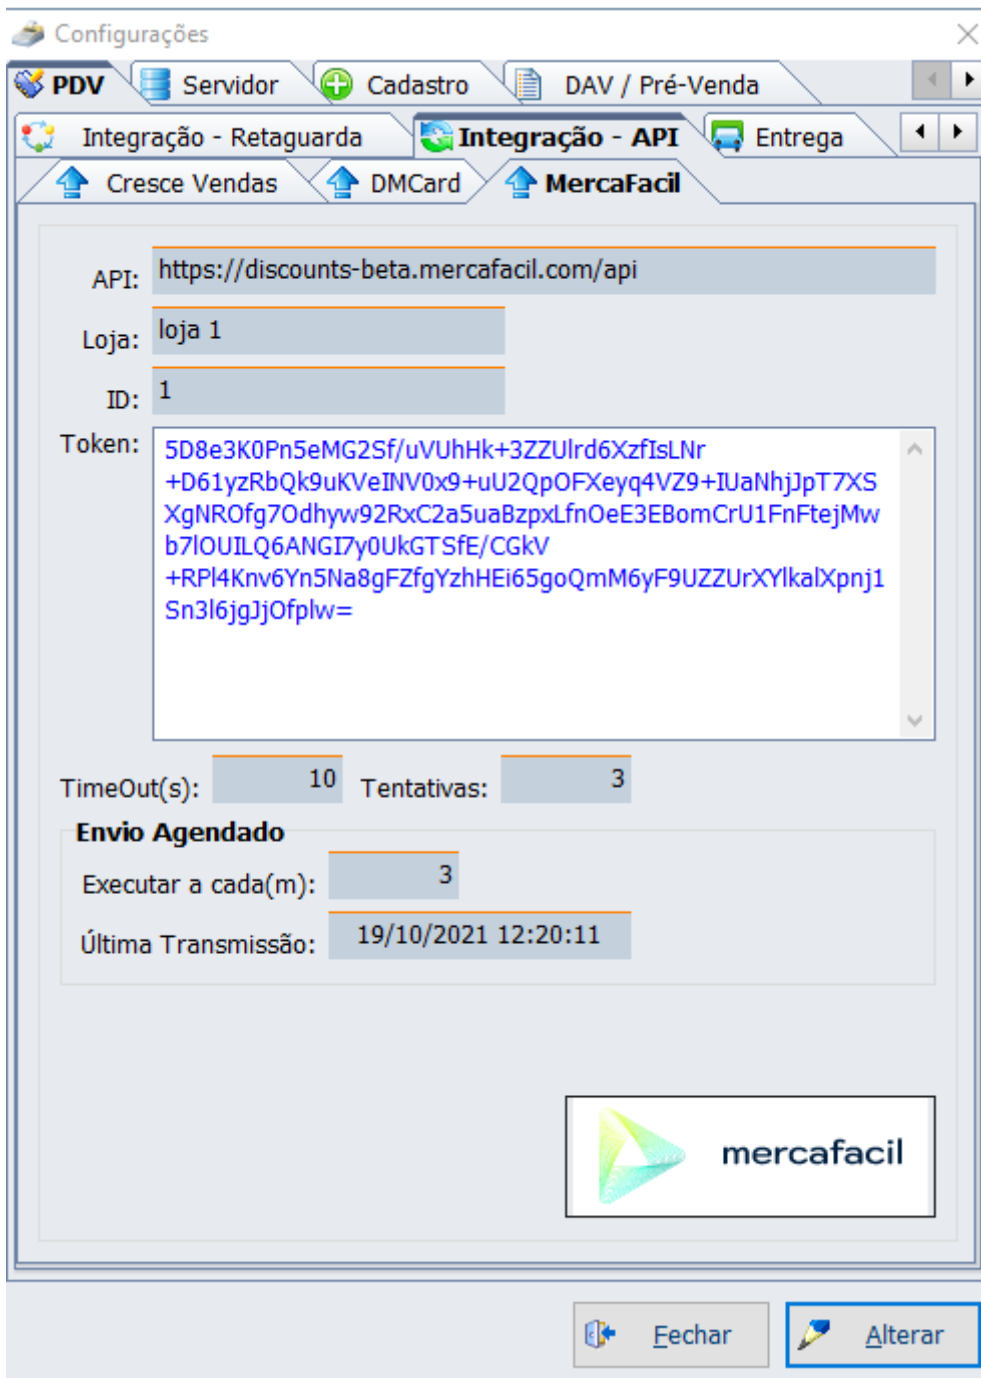 Configurações
PDV Servidor Cadastro DAV / Pré-Venda
Integração - Retaguarda Integração - API Entrega
Cresce Vendas DMCard MercaFacil
API: https://discounts-beta.mercafacil.com/api
Loja: loja 1
ID: 1
Token: 5D8e3K0Pn5eMG2Sf/uVUhHk+3ZZUlrd6XzfIsLNr
+D61yzRbQk9uKVeINV0x9+uU2QpOFXeyq4VZ9+IUaNhjJpT7XS
XgNROfg7Odhyw92RxC2a5uaBzpxLfnOeE3EBomCrU1FnFtejMw
b7lOUILQ6ANGI7y0UkGTSfE/CGkV
+RPl4Knv6Yn5Na8gFZfgYzhHEi65goQmM6yF9UZZUrXYlkalXpnj1
Sn3l6jgJjOfplw=
TimeOut(s): 10 Tentativas: 3
Envio Agendado
Executar a cada(m): 3
Última Transmissão: 19/10/2021 12:20:11
mercafacil
Fechar Alterar